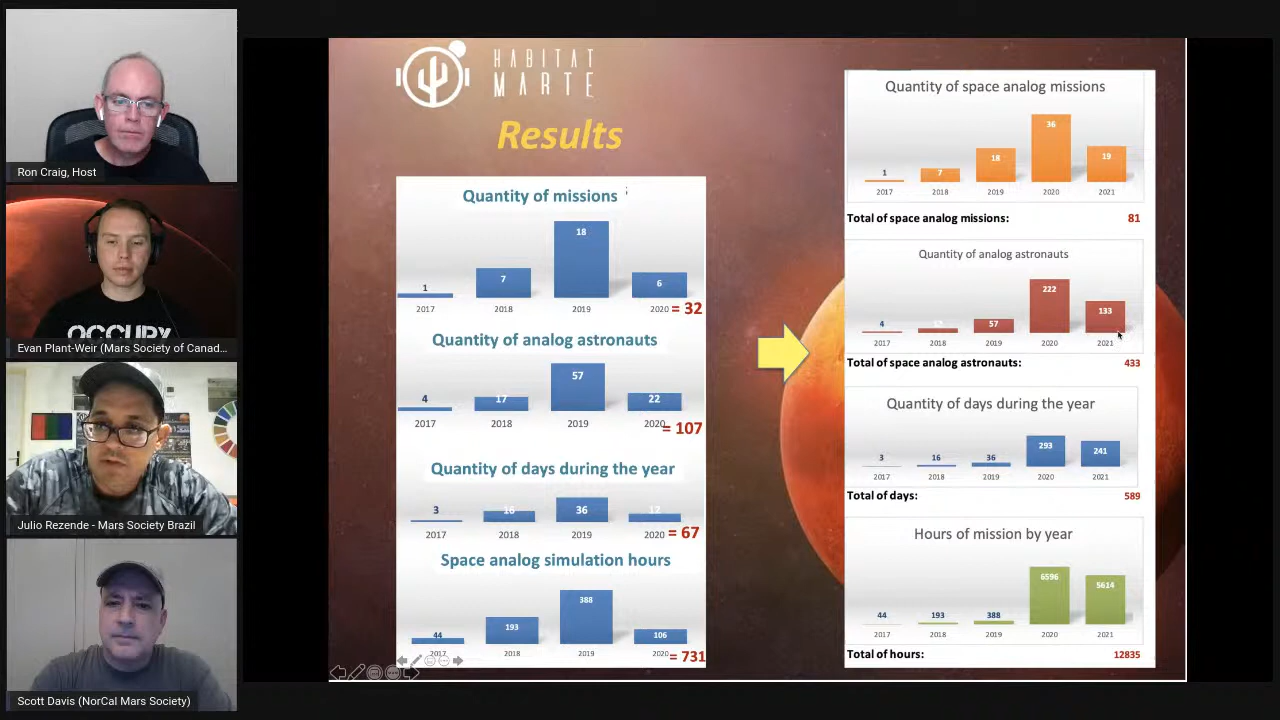 Ron Craig, Host
OCCUPY
Evan Plant-Weir (Mars Society of Canad...
Julio Rezende - Mars Society Brazil
Scott Davis (NorCal Mars Society)
HABITAT
MARTE
Results
Quantity of missions
1 7 18 6
2017 2018 2019 2020 = 32
Quantity of analog astronauts
4 17 57 22
2017 2018 2019 2020 = 107
Quantity of days during the year
3 16 36 12
2017 2018 2019 2020 = 67
Space analog simulation hours
44 193 388 106
2017 2018 2019 2020 = 731
Quantity of space analog missions
1 7 18 36 19
2017 2018 2019 2020 2021
Total of space analog missions: 81
Quantity of analog astronauts
4 17 57 222 133
2017 2018 2019 2020 2021
Total of space analog astronauts: 433
Quantity of days during the year
3 16 36 293 241
2017 2018 2019 2020 2021
Total of days: 589
Hours of mission by year
44 193 388 6596 5614
2017 2018 2019 2020 2021
Total of hours: 12835